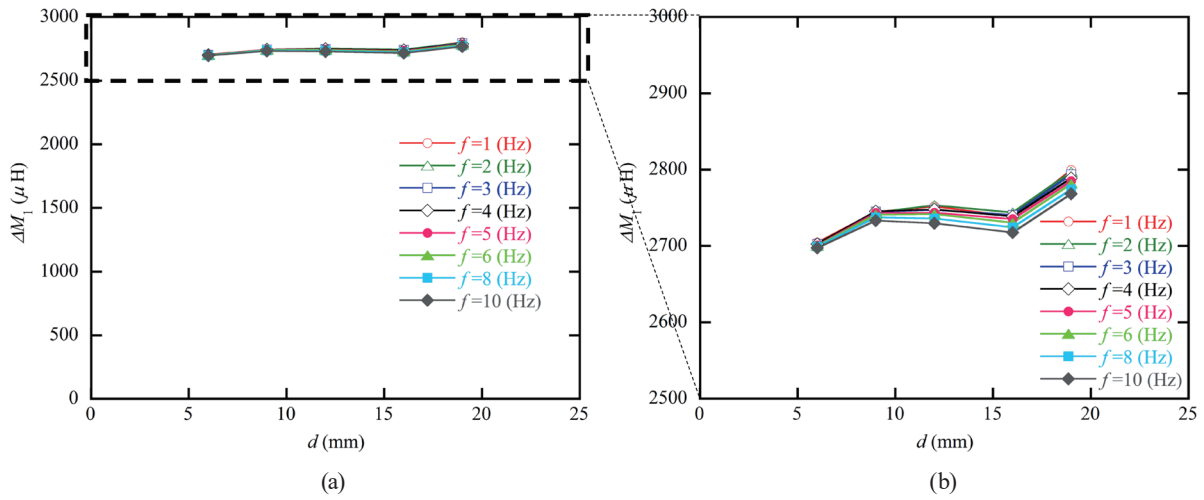 3000
2500
2000
1500
1000
500
0
ΔM₁ (μ H)
f=1 (Hz)
f=2 (Hz)
f=3 (Hz)
f=4 (Hz)
f=5 (Hz)
f=6 (Hz)
f=8 (Hz)
f=10 (Hz)
0 5 10 15 20 25
d (mm)
(a)
3000
2900
2800
2700
2600
2500
f=1 (Hz)
f=2 (Hz)
f=3 (Hz)
f=4 (Hz)
f=5 (Hz)
f=6 (Hz)
f=8 (Hz)
f=10 (Hz)
0 5 10 15 20 25
d (mm)
(b)